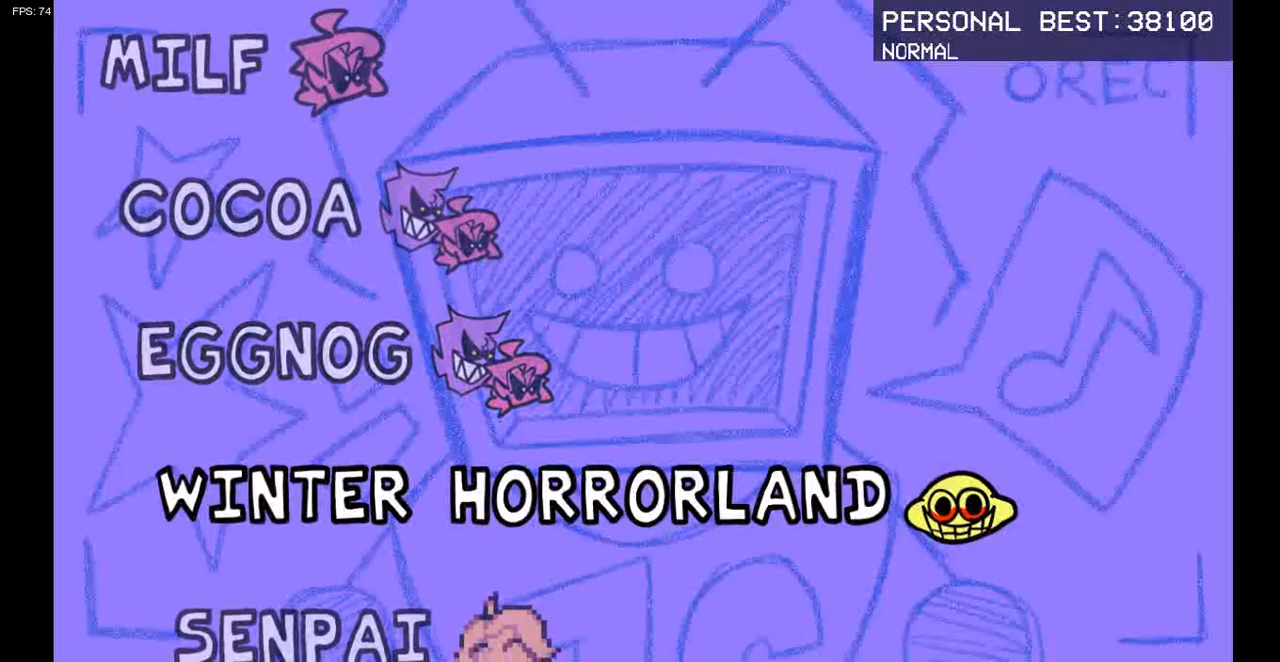 FPS: 74
PERSONAL BEST:38100
NORMAL
MILF
COCOA
EGGNOG
WINTER HORRORLAND
SENPAI